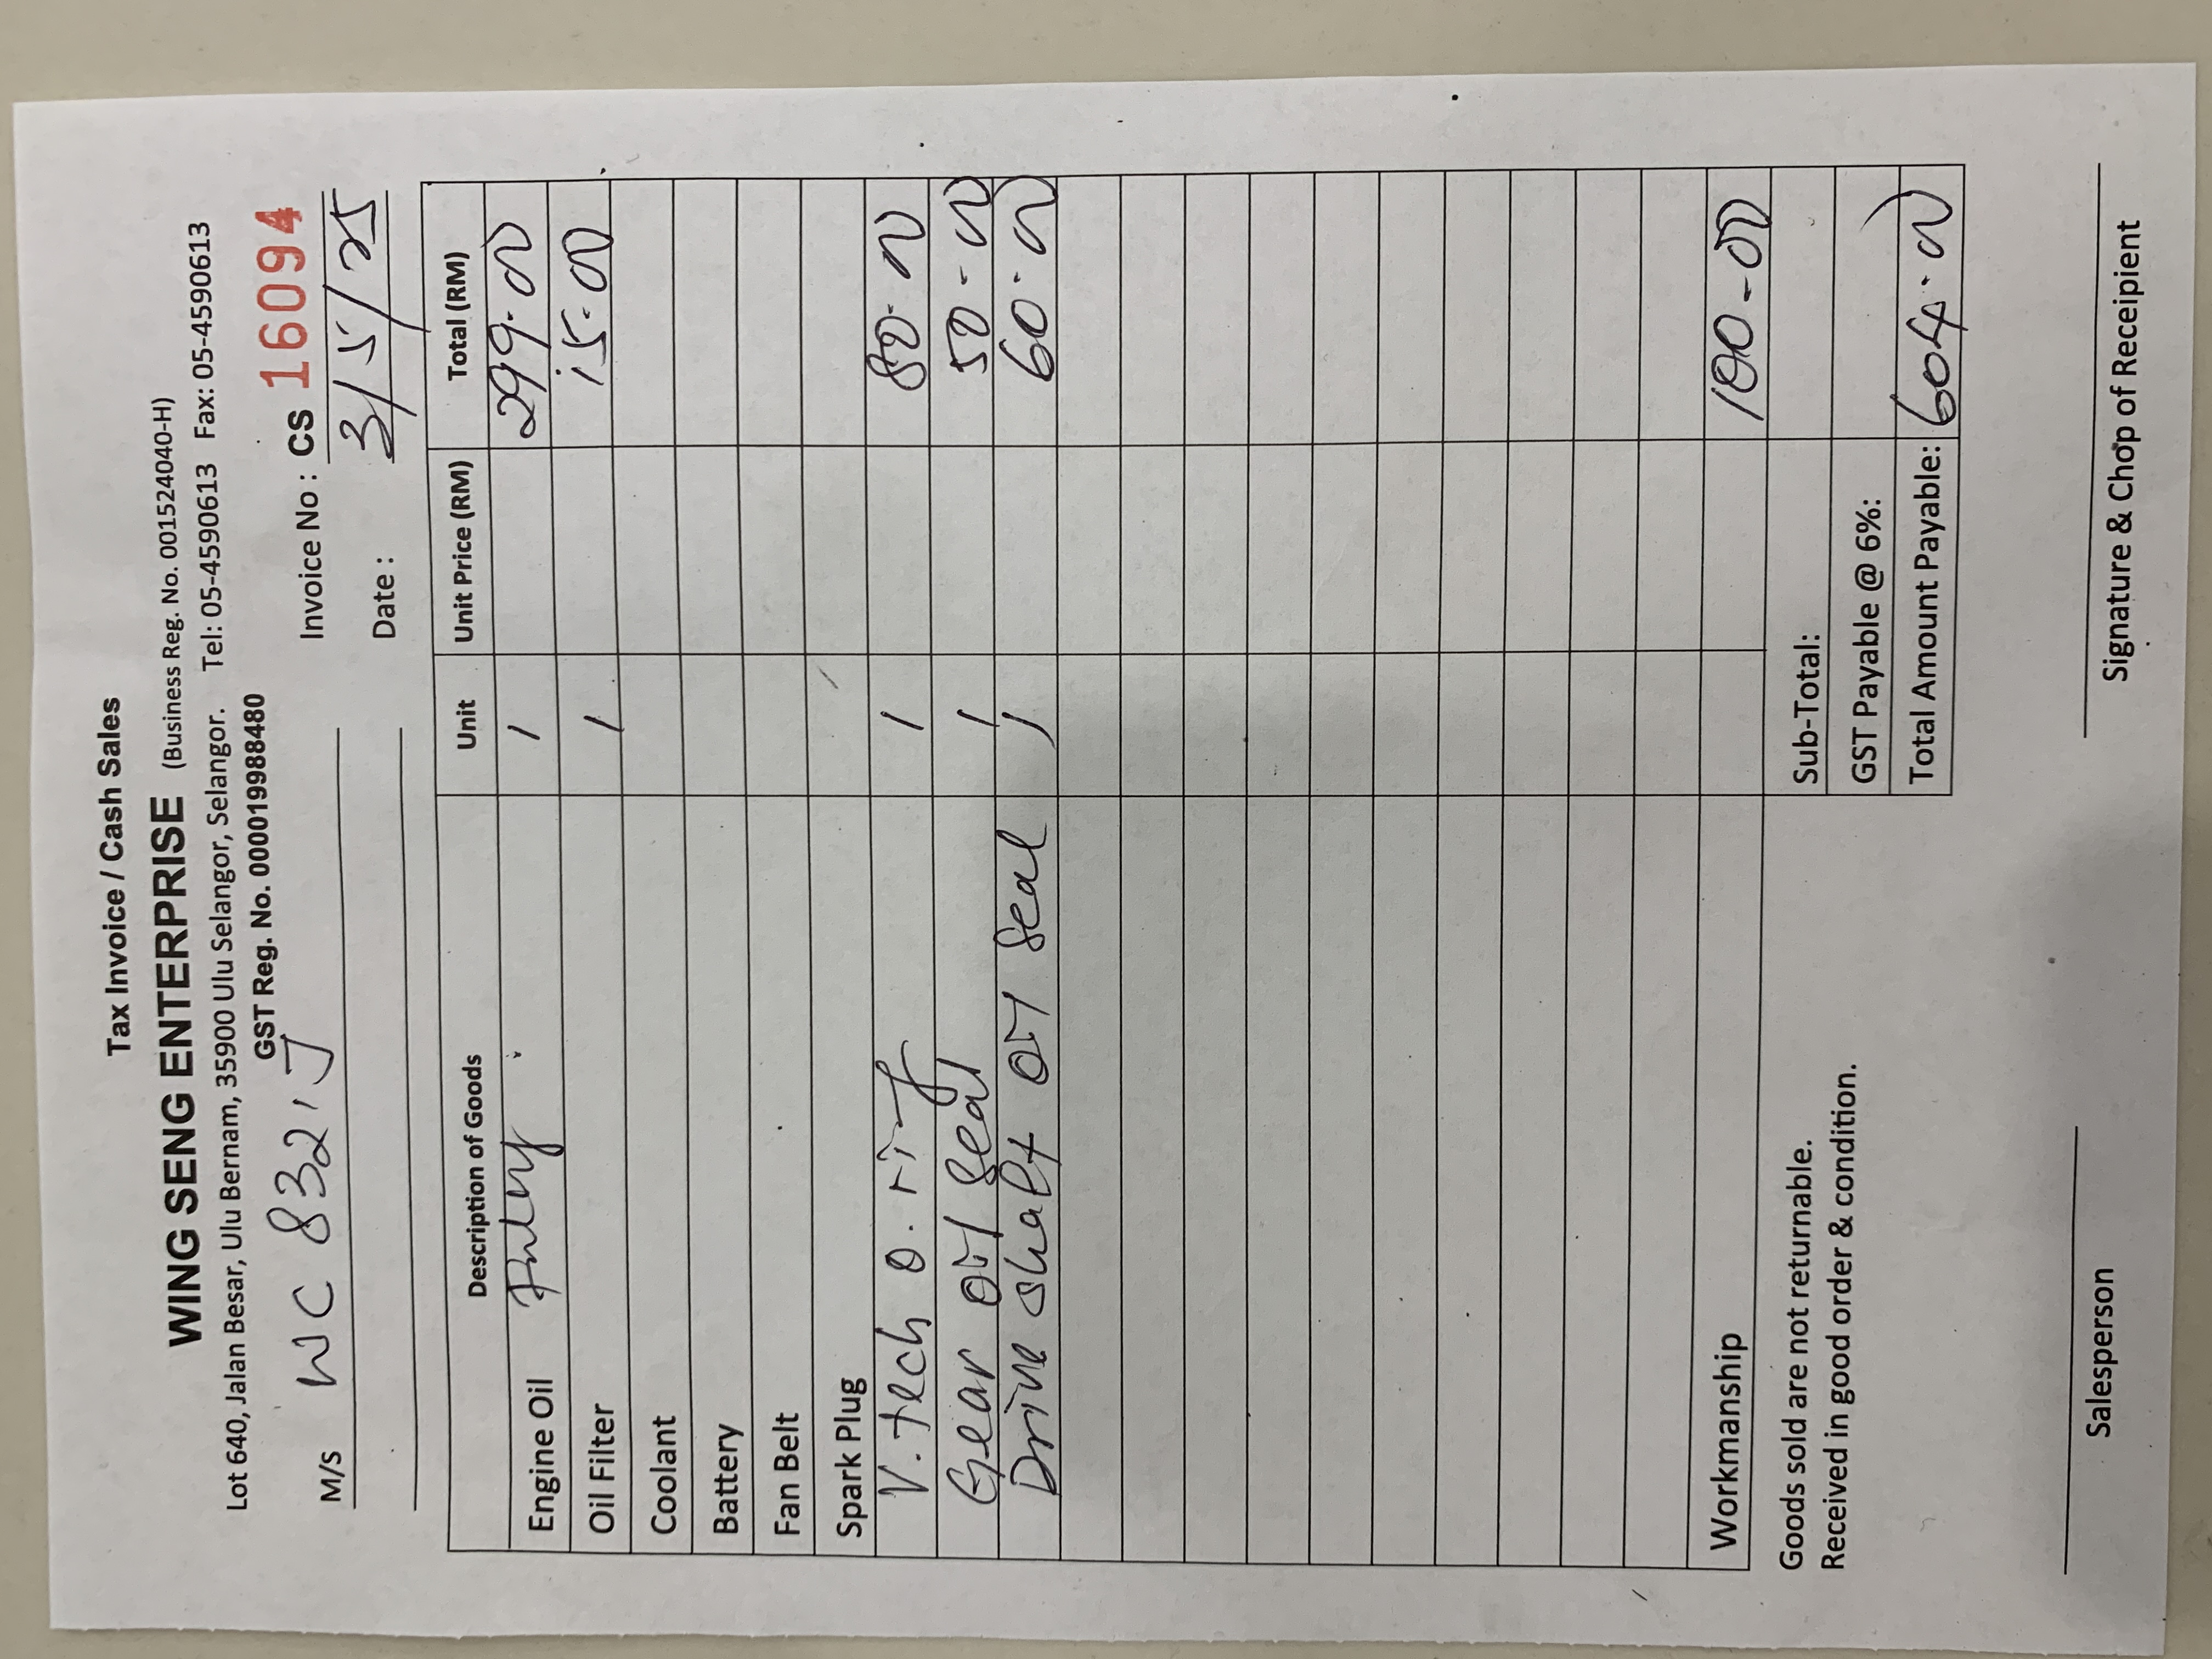 Tax Invoice / Cash Sales
WING SENG ENTERPRISE (Business Reg. No. 001524040-H)
Lot 640, Jalan Besar, Ulu Bernam, 35900 Ulu Selangor, Selangor. Tel: 05-4590613 Fax: 05-4590613
GST Reg. No. 000019988480
M/S WC 8321J
Invoice No : CS 16094
Date : 3/5/25
Description of Goods Unit Unit Price (RM) Total (RM)
Engine Oil 1 299.00
Oil Filter 1 15.00
Coolant
Battery
Fan Belt
Spark Plug
V.tech O.ring 1 80.00
Gear oil seal 1 50-00
Drive shaft oil seal 1 60.00
Workmanship 100-00
Goods sold are not returnable.
Received in good order & condition.
Sub-Total:
GST Payable @ 6%:
Total Amount Payable: 604.00
Salesperson
Signature & Chop of Receipient